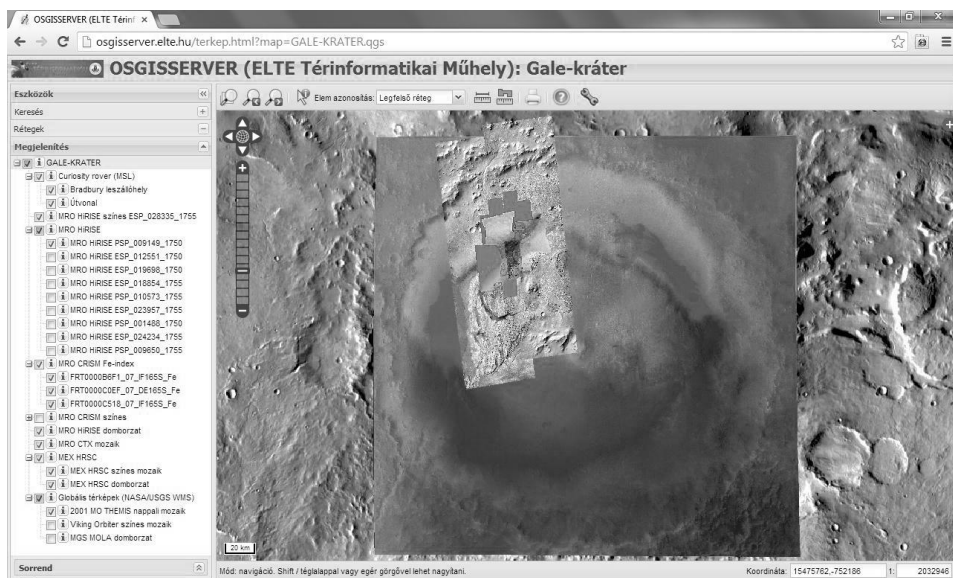 OSGISSERVER (ELTE Térinf
osgisserver.elte.hu/terkep.html?map=GALE-KRATER.qgs
OSGISSERVER (ELTE Térinformatikai Műhely): Gale-kráter
Eszközök
Elem azonosítás: Legfelső réteg
Keresés
Rétegek
Megjelenítés
GALE-KRATER
Curiosity rover (MSL)
Bradbury leszállóhely
Útvonal
MRO HiRISE színes ESP_028335_1755
MRO HiRISE
MRO HiRISE PSP_009149_1750
MRO HiRISE ESP_012551_1750
MRO HiRISE ESP_019698_1750
MRO HiRISE ESP_018854_1755
MRO HiRISE PSP_010573_1755
MRO HiRISE ESP_023957_1755
MRO HiRISE PSP_001488_1750
MRO HiRISE ESP_024234_1755
MRO HiRISE PSP_009650_1755
MRO CRISM Fe-index
FRT0000B6F1_07_IF165S_Fe
FRT0000C0EF_07_DE165S_Fe
FRT0000C518_07_IF165S_Fe
MRO CRISM színes
MRO HiRISE domborzat
MRO CTX mozaik
MEX HRSC
MEX HRSC színes mozaik
MEX HRSC domborzat
Globális térképek (NASA/USGS WMS)
2001 MO THEMIS nappali mozaik
Viking Orbiter színes mozaik
MGS MOLA domborzat
20 km
Sorrend
Mód: navigáció. Shift / téglalappal vagy egér görgővel lehet nagyítani.
Koordináta: 15475762,-752186 1: 2032946